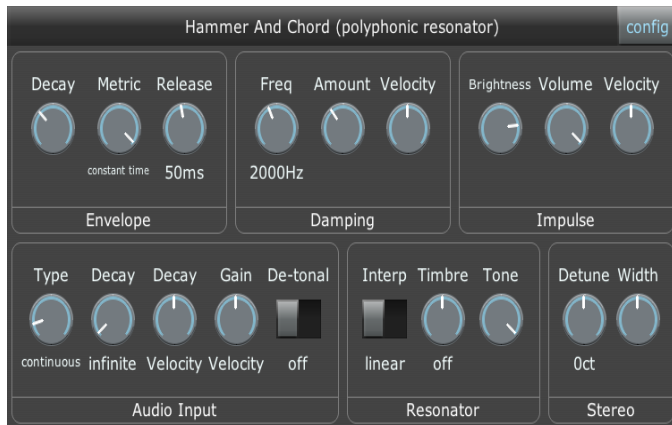 Hammer And Chord (polyphonic resonator) config
Decay Metric Release
constant time 50ms
Envelope
Freq Amount Velocity
2000Hz
Damping
Brightness Volume Velocity
Impulse
Type Decay Decay Gain De-tonal
continuous infinite Velocity Velocity off
Audio Input
Interp Timbre Tone
linear off
Resonator
Detune Width
0ct
Stereo